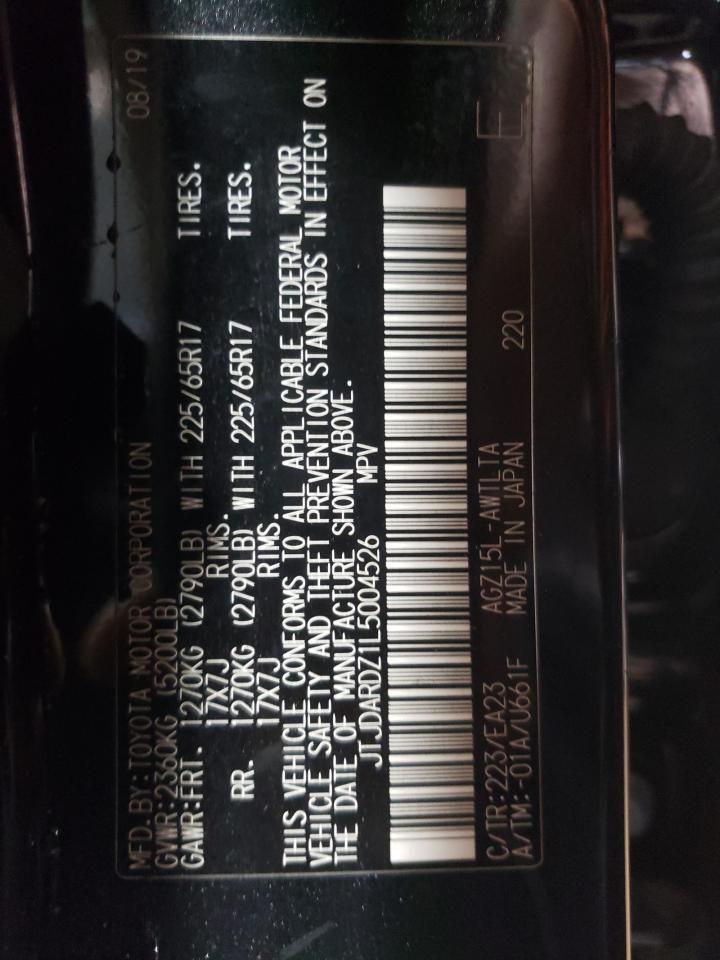 MFD.BY:TOYOTA MOTOR CORPORATION 08/19
GVWR:2360KG (5200LB)
GAWR:FRT. 1270KG (2790LB) WITH 225/65R17 TIRES.
17X7J RIMS.
RR. 1270KG (2790LB) WITH 225/65R17 TIRES.
17X7J RIMS.
THIS VEHICLE CONFORMS TO ALL APPLICABLE FEDERAL MOTOR
VEHICLE SAFETY AND THEFT PREVENTION STANDARDS IN EFFECT ON
THE DATE OF MANUFACTURE SHOWN ABOVE.
JTJDARDZ1L5004526 MPV
C/TR:223/EA23 AGZ15L-AWTLTA E
A/TM:-01A/U661F MADE IN JAPAN 220